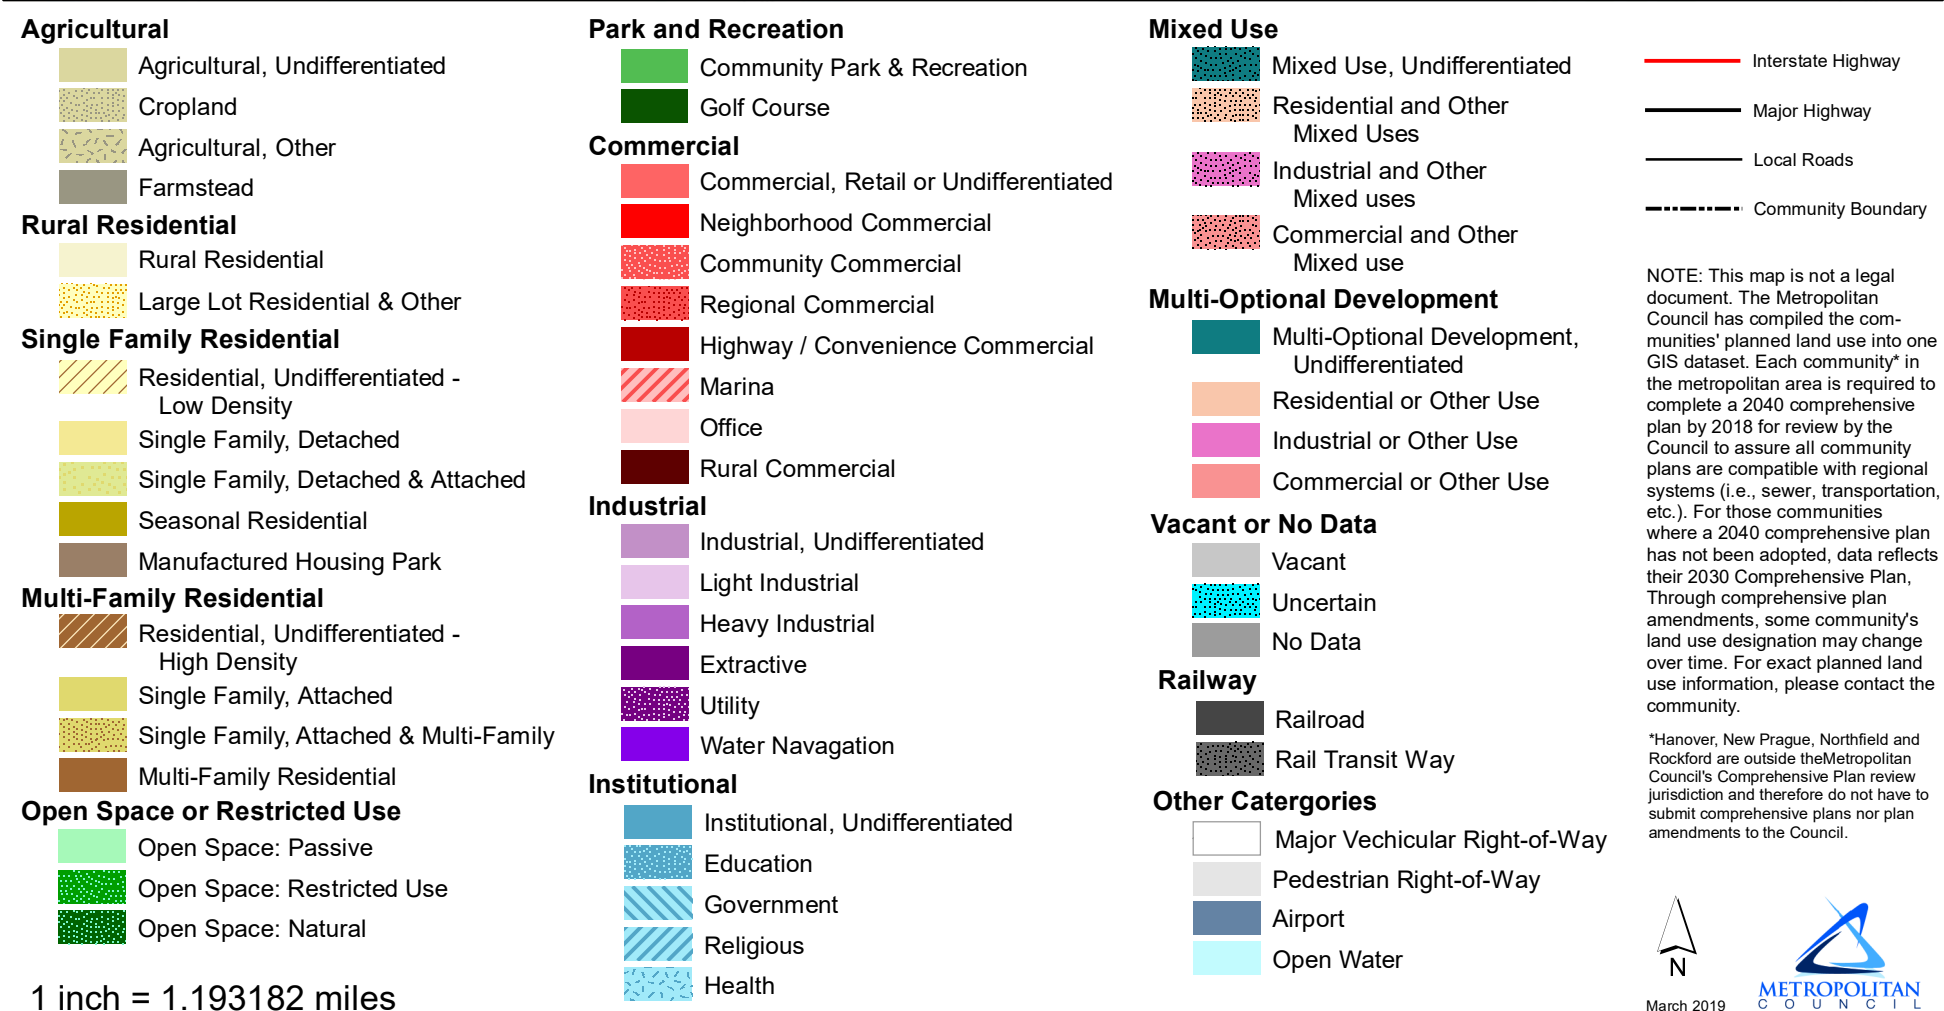 Agricultural
Agricultural, Undifferentiated
Cropland
Agricultural, Other
Farmstead
Rural Residential
Rural Residential
Large Lot Residential & Other
Single Family Residential
Residential, Undifferentiated -
Low Density
Single Family, Detached
Single Family, Detached & Attached
Seasonal Residential
Manufactured Housing Park
Multi-Family Residential
Residential, Undifferentiated -
High Density
Single Family, Attached
Single Family, Attached & Multi-Family
Multi-Family Residential
Open Space or Restricted Use
Open Space: Passive
Open Space: Restricted Use
Open Space: Natural
1 inch = 1.193182 miles
Park and Recreation
Community Park & Recreation
Golf Course
Commercial
Commercial, Retail or Undifferentiated
Neighborhood Commercial
Community Commercial
Regional Commercial
Highway / Convenience Commercial
Marina
Office
Rural Commercial
Industrial
Industrial, Undifferentiated
Light Industrial
Heavy Industrial
Extractive
Utility
Water Navagation
Institutional
Institutional, Undifferentiated
Education
Government
Religious
Health
Mixed Use
Mixed Use, Undifferentiated
Residential and Other
Mixed Uses
Industrial and Other
Mixed uses
Commercial and Other
Mixed use
Multi-Optional Development
Multi-Optional Development,
Undifferentiated
Residential or Other Use
Industrial or Other Use
Commercial or Other Use
Vacant or No Data
Vacant
Uncertain
No Data
Railway
Railroad
Rail Transit Way
Other Catergories
Major Vechicular Right-of-Way
Pedestrian Right-of-Way
Airport
Open Water
Interstate Highway
Major Highway
Local Roads
Community Boundary
NOTE: This map is not a legal
document. The Metropolitan
Council has compiled the com-
munities' planned land use into one
GIS dataset. Each community* in
the metropolitan area is required to
complete a 2040 comprehensive
plan by 2018 for review by the
Council to assure all community
plans are compatible with regional
systems (i.e., sewer, transportation,
etc.). For those communities
where a 2040 comprehensive plan
has not been adopted, data reflects
their 2030 Comprehensive Plan,
Through comprehensive plan
amendments, some community's
land use designation may change
over time. For exact planned land
use information, please contact the
community.
*Hanover, New Prague, Northfield and
Rockford are outside theMetropolitan
Council's Comprehensive Plan review
jurisdiction and therefore do not have to
submit comprehensive plans nor plan
amendments to the Council.
N
March 2019
METROPOLITAN
COUNCIL